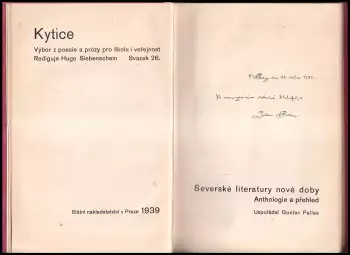 Kytice
Výbor z poesie a prózy pro školu i veřejnost
Rediguje Hugo Siebenschein Svazek 26.
Státní nakladatelství v Praze 1939
Severské literatury nové doby
Anthologie a přehled
Uspořádal Gustav Pallas